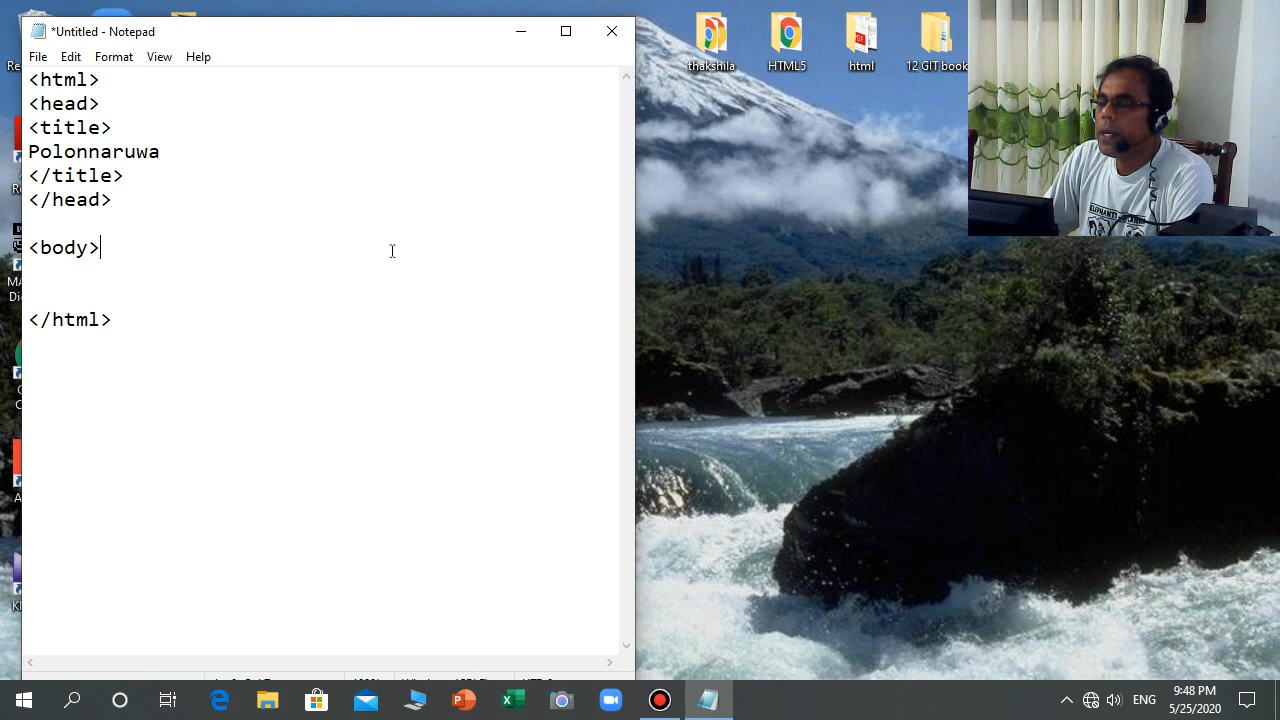 *Untitled - Notepad
File Edit Format View Help
<html>
<head>
<title>
Polonnaruwa
</title>
</head>
<body>
</html>
thakshila
HTML5
html
12 GIT book
ENG
9:48 PM
5/25/2020